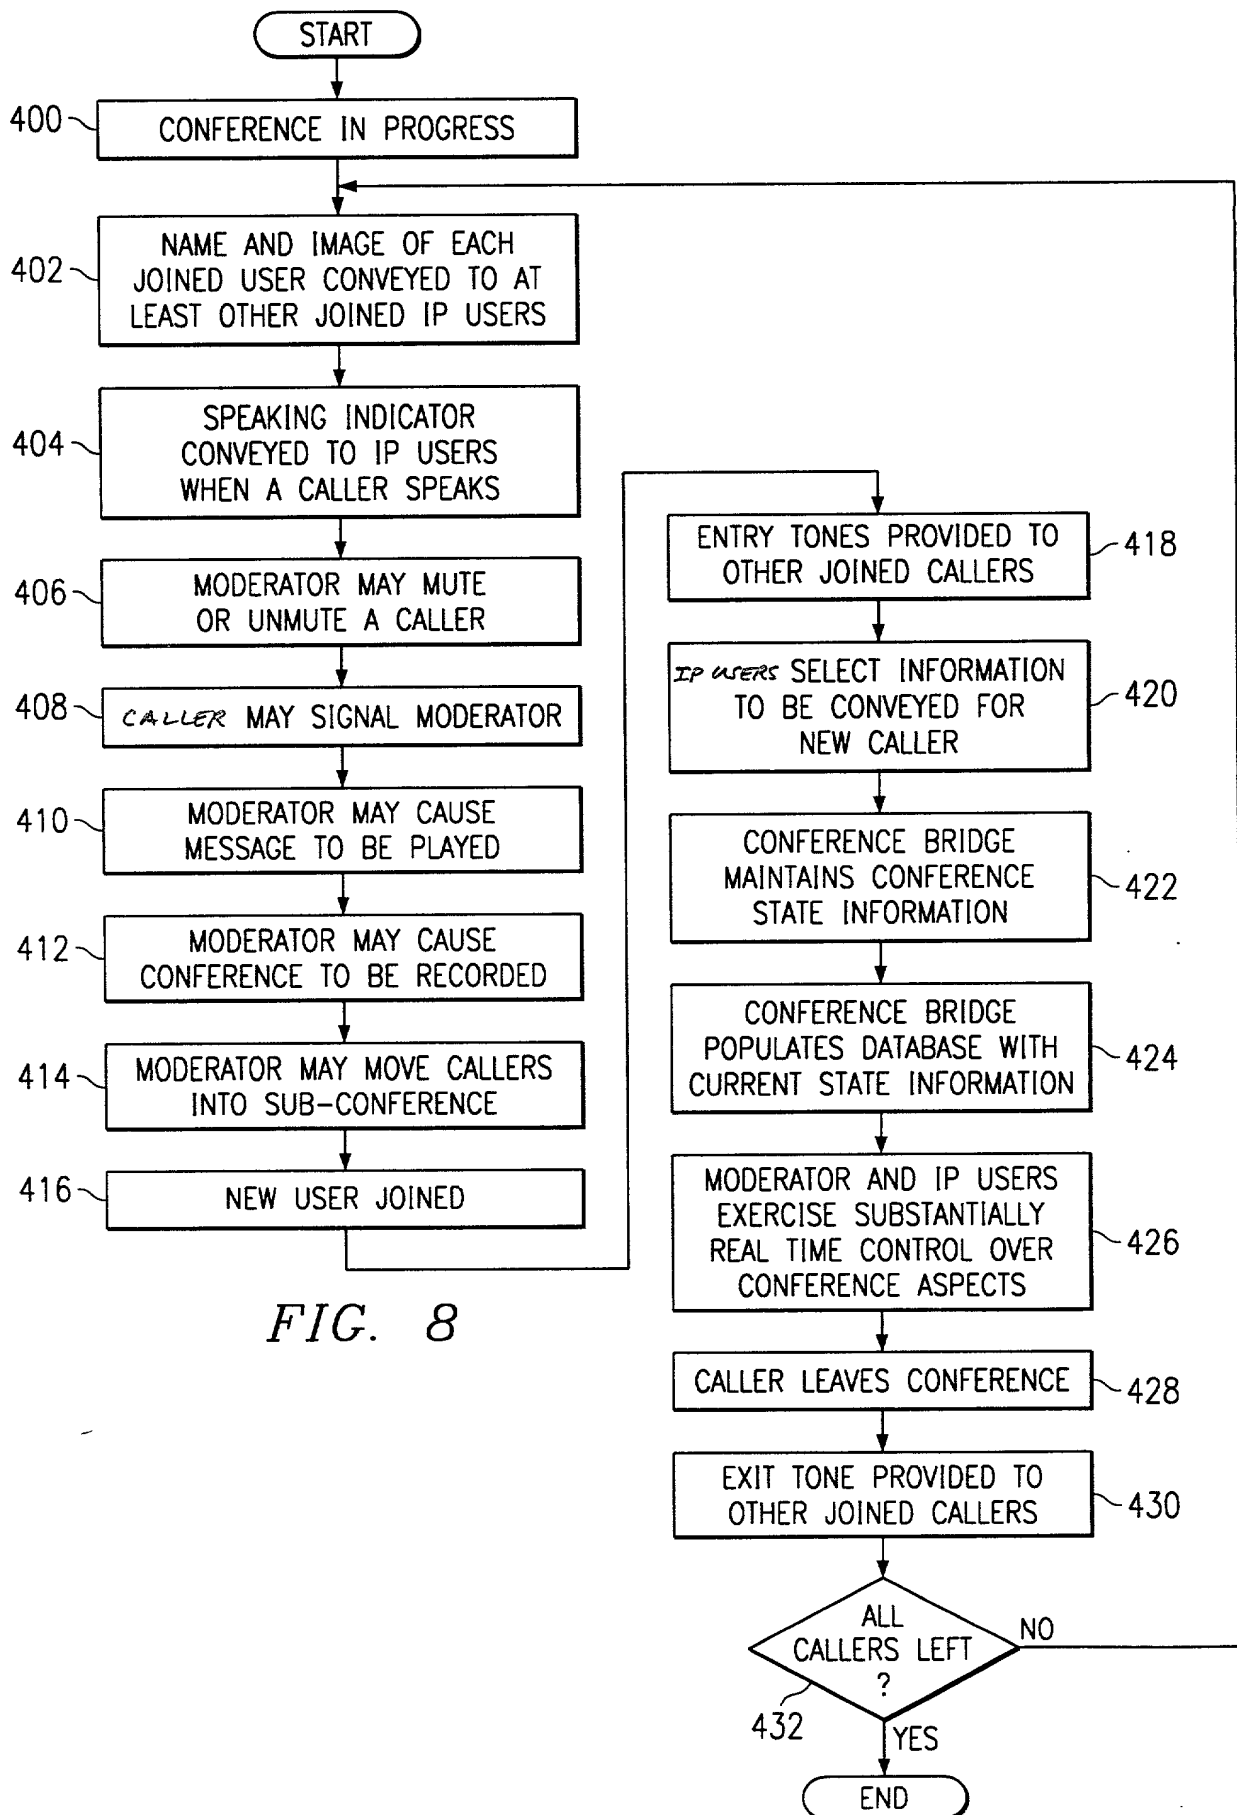 START
400
CONFERENCE IN PROGRESS
402
NAME AND IMAGE OF EACH
JOINED USER CONVEYED TO AT
LEAST OTHER JOINED IP USERS
404
SPEAKING INDICATOR
CONVEYED TO IP USERS
WHEN A CALLER SPEAKS
406
MODERATOR MAY MUTE
OR UNMUTE A CALLER
408
CALLER MAY SIGNAL MODERATOR
410
MODERATOR MAY CAUSE
MESSAGE TO BE PLAYED
412
MODERATOR MAY CAUSE
CONFERENCE TO BE RECORDED
414
MODERATOR MAY MOVE CALLERS
INTO SUB-CONFERENCE
416
NEW USER JOINED
FIG. 8
ENTRY TONES PROVIDED TO
OTHER JOINED CALLERS
418
IP USERS SELECT INFORMATION
TO BE CONVEYED FOR
NEW CALLER
420
CONFERENCE BRIDGE
MAINTAINS CONFERENCE
STATE INFORMATION
422
CONFERENCE BRIDGE
POPULATES DATABASE WITH
CURRENT STATE INFORMATION
424
MODERATOR AND IP USERS
EXERCISE SUBSTANTIALLY
REAL TIME CONTROL OVER
CONFERENCE ASPECTS
426
CALLER LEAVES CONFERENCE
428
EXIT TONE PROVIDED TO
OTHER JOINED CALLERS
430
ALL
CALLERS LEFT
?
NO
432
YES
END